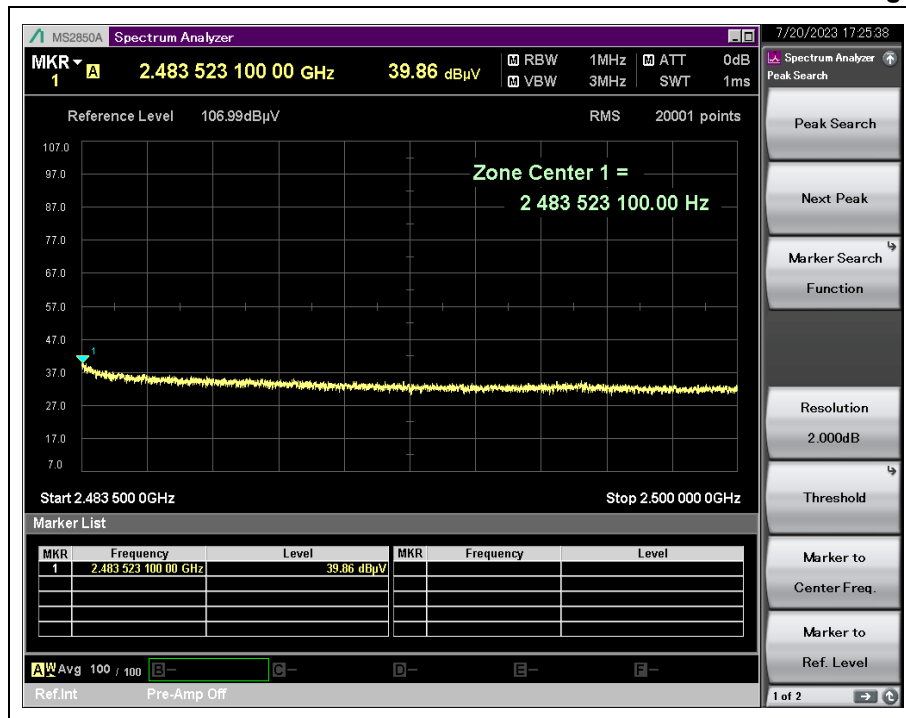 MS2850A Spectrum Analyzer
7/20/2023 17:25:38
MKR 1 A 2.483 523 100 00 GHz 39.86 dBµV
M RBW 1MHz M ATT 0dB
M VBW 3MHz SWT 1ms
Spectrum Analyzer
Peak Search
Reference Level 106.99dBµV RMS 20001 points
107.0
97.0
87.0
77.0
67.0
57.0
47.0
37.0
27.0
17.0
7.0
Zone Center 1 =
2 483 523 100.00 Hz
1
Start 2.483 500 0GHz Stop 2.500 000 0GHz
Marker List
MKR Frequency Level MKR Frequency Level
1 2.483 523 100 00 GHz 39.86 dBµV
A W Avg 100 / 100 B- C- D- E- F-
Ref.Int Pre-Amp Off
Peak Search
Next Peak
Marker Search
Function
Resolution
2.000dB
Threshold
Marker to
Center Freq.
Marker to
Ref. Level
1 of 2